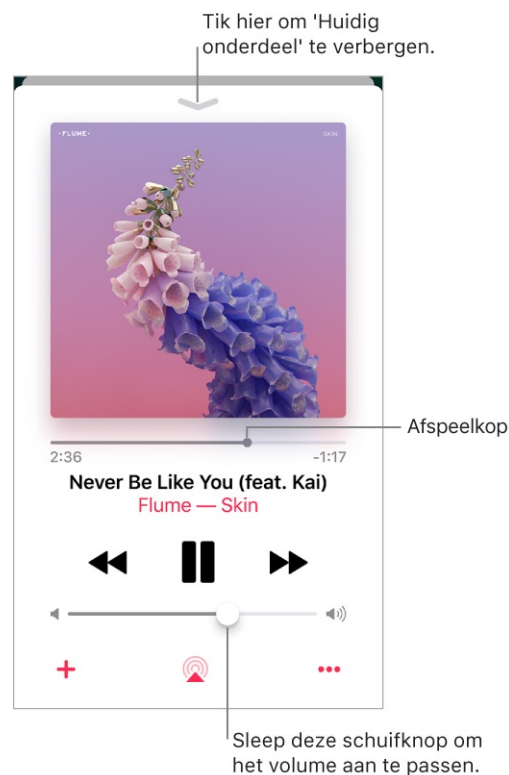 Tik hier om 'Huidig
onderdeel' te verbergen.
·FLUME· SKIN
Afspeelkop
2:36 -1:17
Never Be Like You (feat. Kai)
Flume — Skin
Sleep deze schuifknop om
het volume aan te passen.